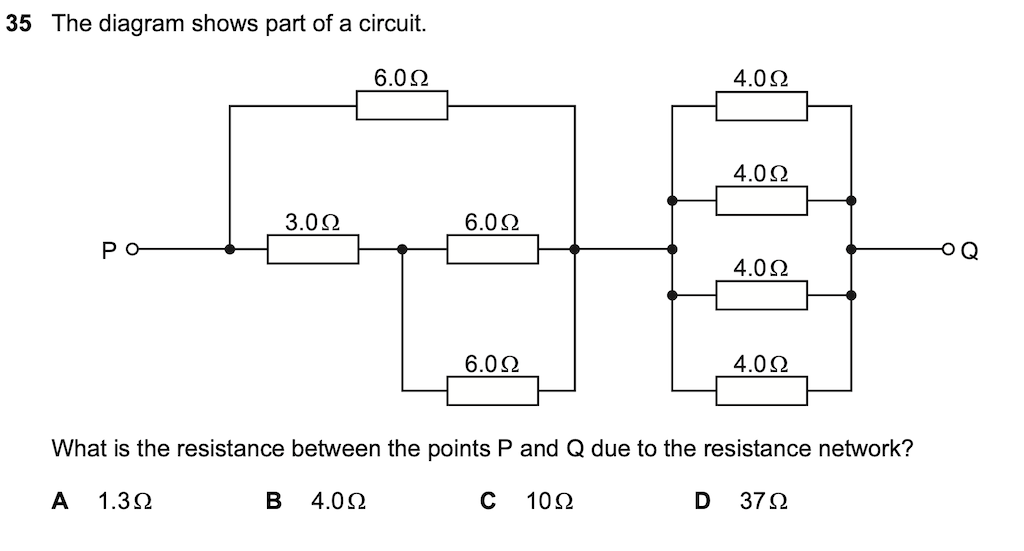 35 The diagram shows part of a circuit.
6.0Ω
4.0Ω
4.0Ω
3.0Ω
6.0Ω
P
Q
4.0Ω
6.0Ω
4.0Ω
What is the resistance between the points P and Q due to the resistance network?
A 1.3Ω B 4.0Ω C 10Ω D 37Ω